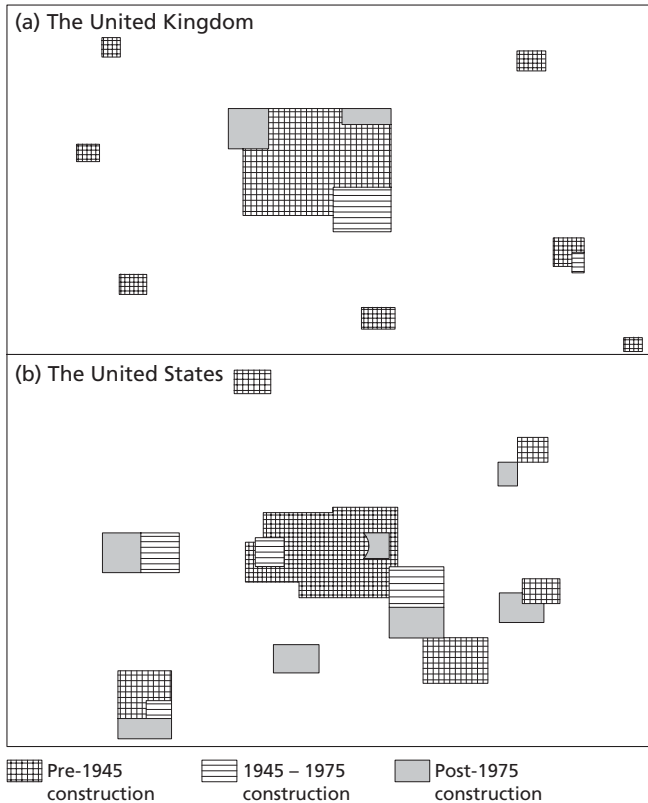 (a) The United Kingdom
(b) The United States
Pre-1945
construction
1945 – 1975
construction
Post-1975
construction